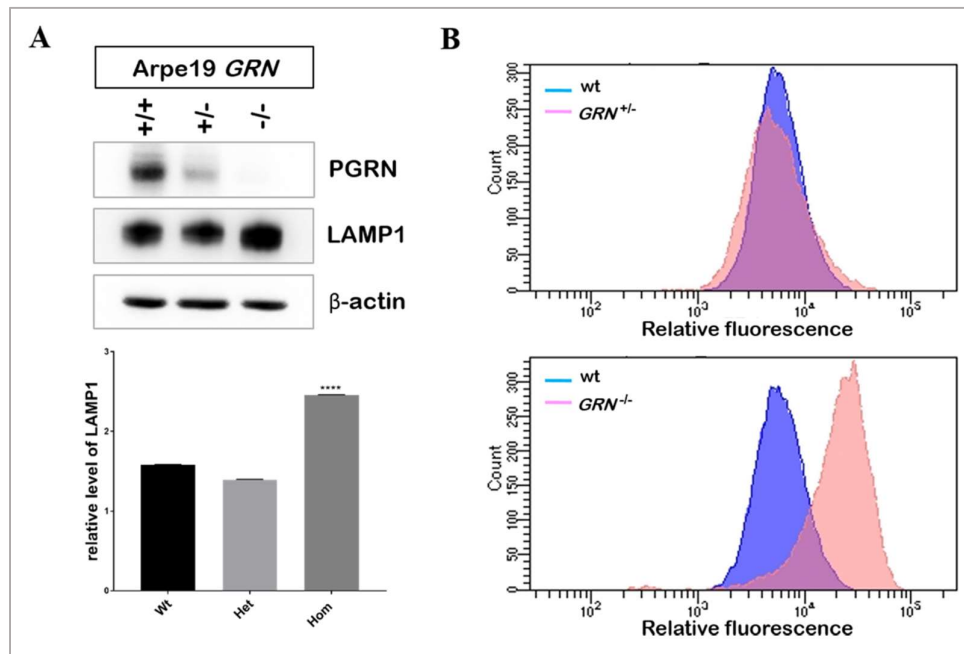 A
Arpe19 GRN
+/+ +/- -/-
PGRN
LAMP1
β-actin
relative level of LAMP1
3
2
1
0
****
Wt Het Hom
B
wt
GRN+/-
Count
300
250
200
150
100
50
0
10² 10³ 10⁴ 10⁵
Relative fluorescence
wt
GRN-/-
Count
300
250
200
150
100
50
0
10² 10³ 10⁴ 10⁵
Relative fluorescence